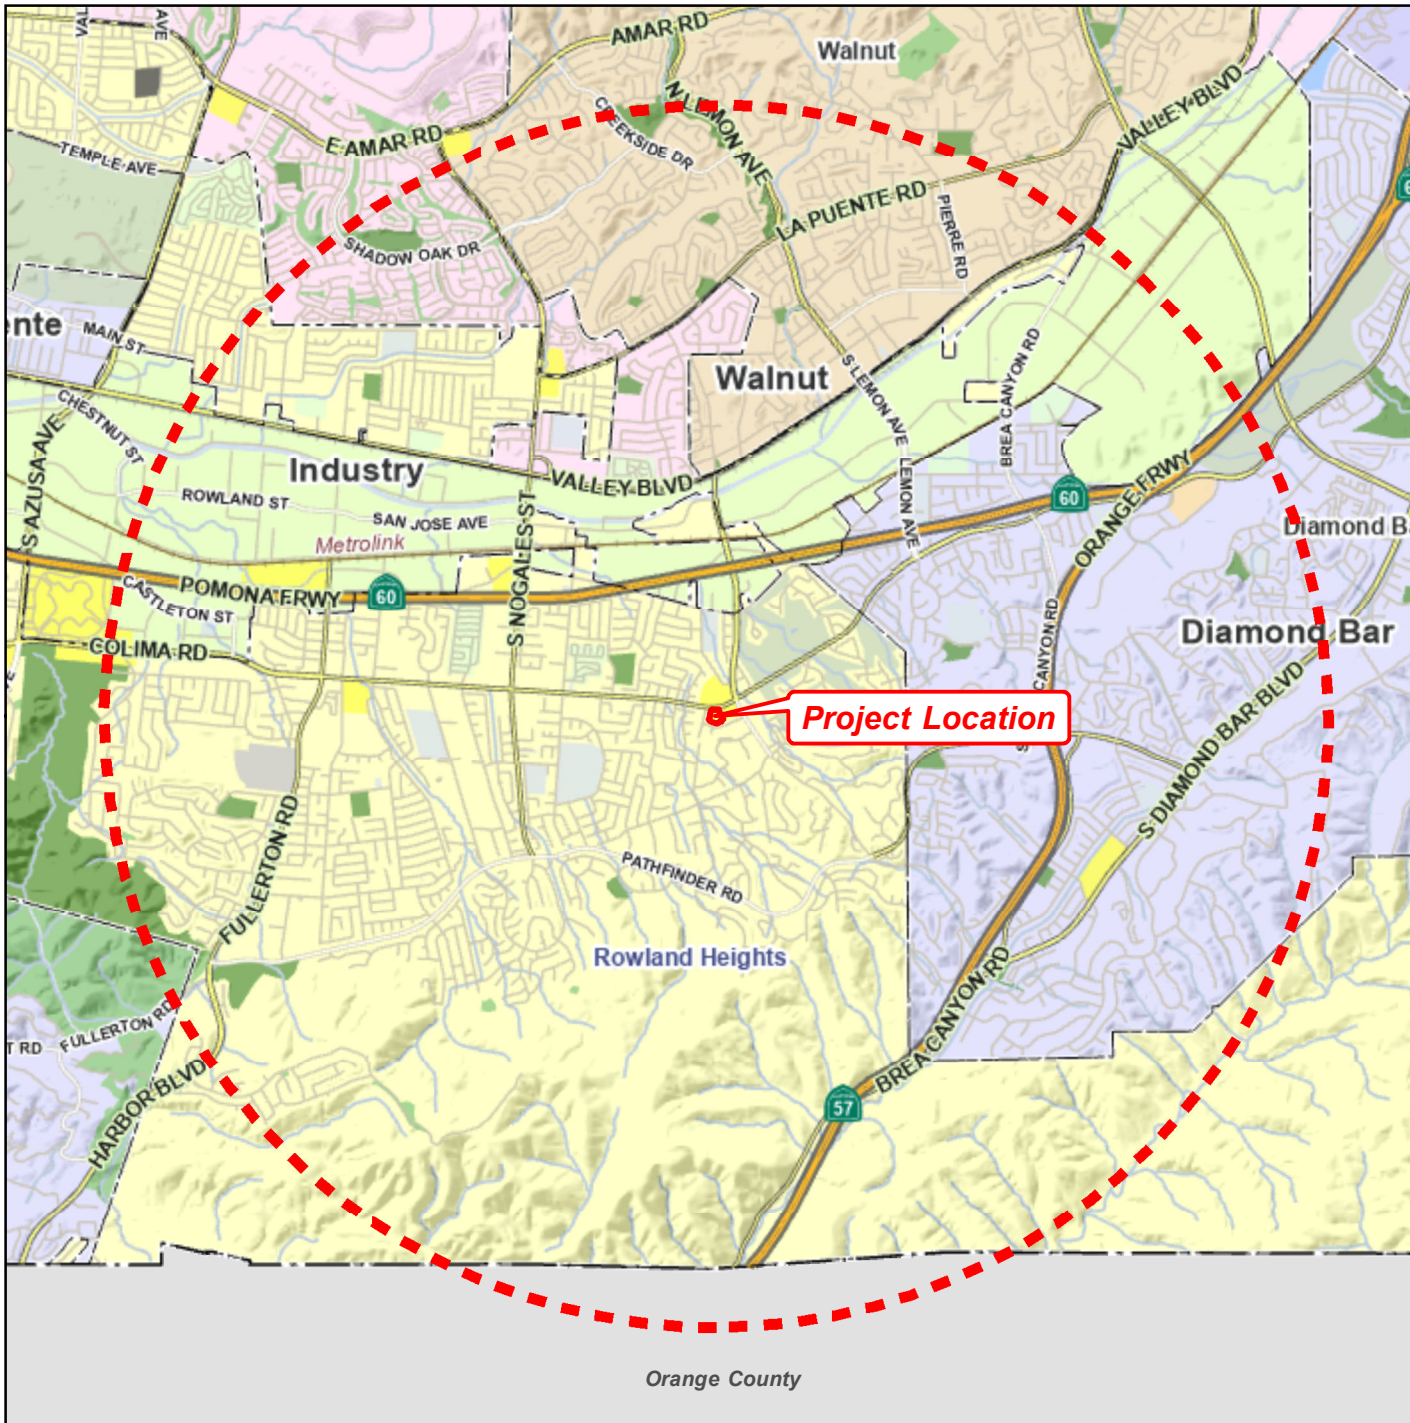 AVE
AMAR RD
Walnut
N LEMON AVE
CREEKSIDE DR
VALLEY BLVD
E AMAR RD
TEMPLE AVE
LA PUENTE RD
PIERRE RD
SHADOW OAK DR
ente
MAIN ST
Walnut
S LEMON AVE
BREA CANYON RD
CHESTNUT ST
S AZUSA AVE
Industry
VALLEY BLVD
LEMON AVE
ROWLAND ST
SAN JOSE AVE
Metrolink
S NOGALES ST
60
ORANGE FRWY
Diamond B
POMONA FRWY
60
CASTLETON ST
COLIMA RD
CANYON RD
Diamond Bar
Project Location
S DIAMOND BAR BLVD
FULLERTON RD
PATHFINDER RD
Rowland Heights
BREA CANYON RD
FULLERTON RD
T RD
HARBOR BLVD
57
Orange County